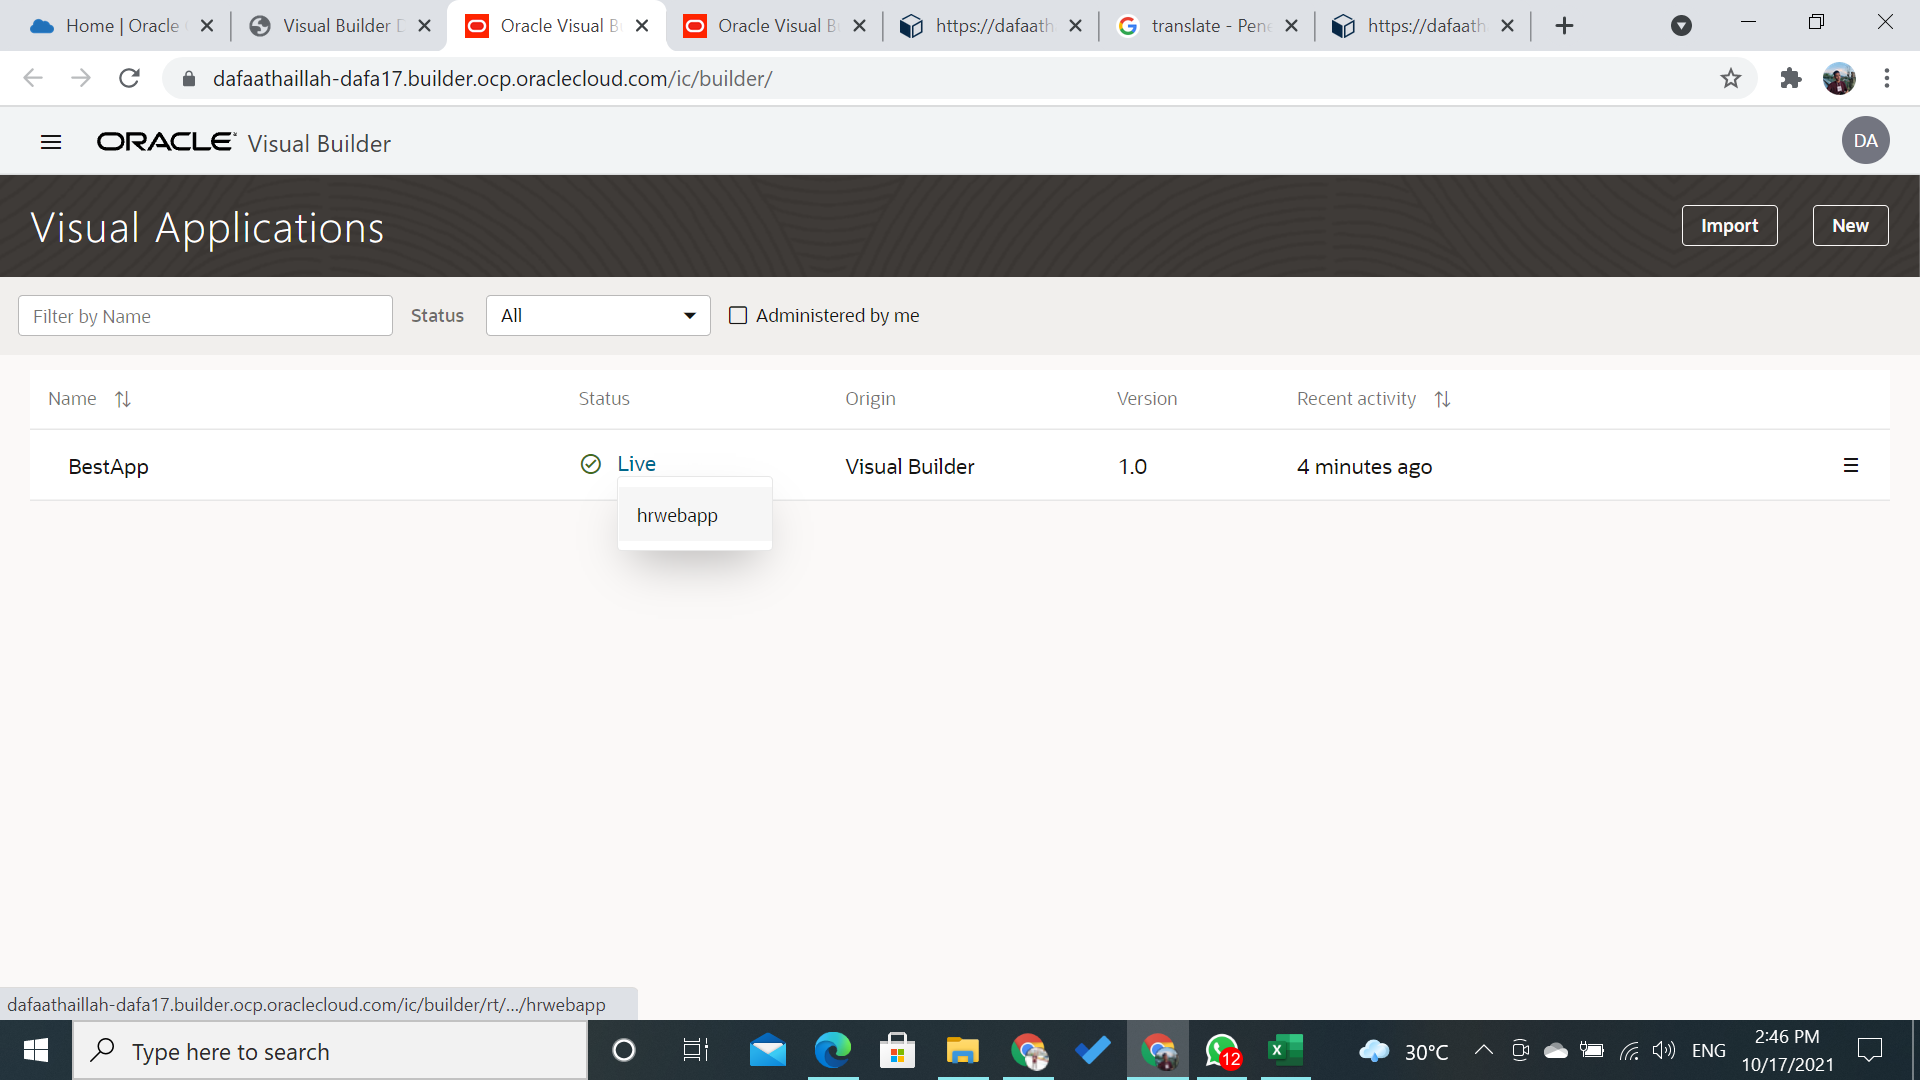 Home | Oracle
Visual Builder D
Oracle Visual B
Oracle Visual B
https://dafaath
translate - Pene
https://dafaath
dafaathaillah-dafa17.builder.ocp.oraclecloud.com/ic/builder/
ORACLE Visual Builder
DA
Visual Applications
Import
New
Filter by Name
Status
All
Administered by me
Name
Status
Origin
Version
Recent activity
BestApp
Live
Visual Builder
1.0
4 minutes ago
hrwebapp
dafaathaillah-dafa17.builder.ocp.oraclecloud.com/ic/builder/rt/.../hrwebapp
Type here to search
12
30°C
ENG
2:46 PM
10/17/2021